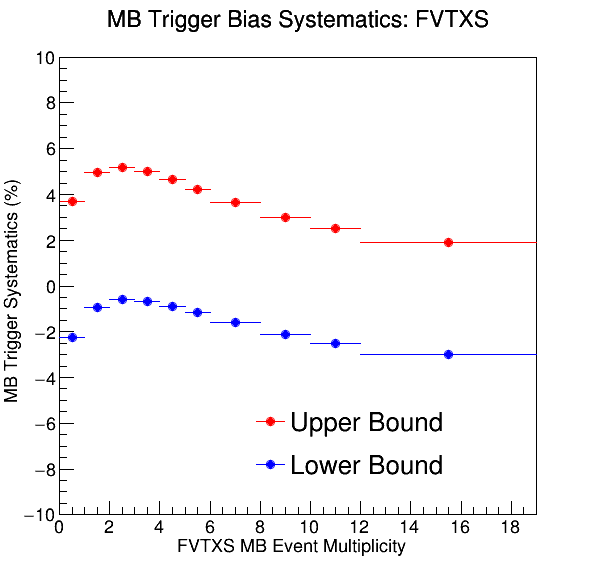 MB Trigger Bias Systematics: FVTXS
MB Trigger Systematics (%)
10
8
6
4
2
0
−2
−4
−6
−8
−10
Upper Bound
Lower Bound
0 2 4 6 8 10 12 14 16 18
FVTXS MB Event Multiplicity